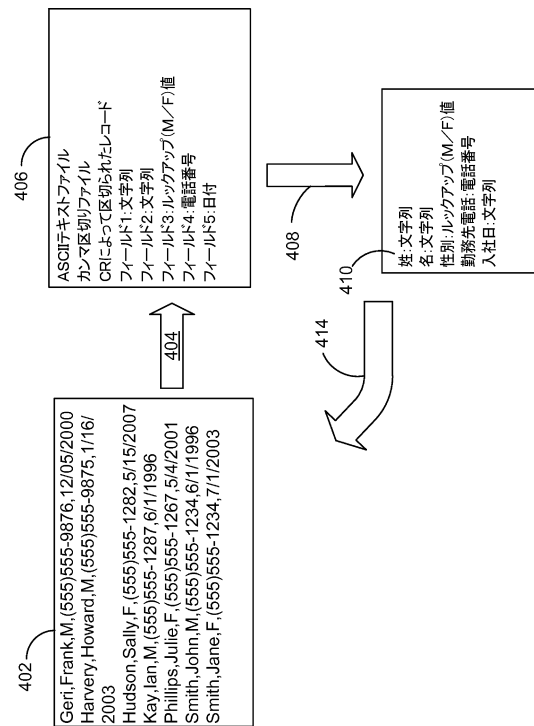 402
Geri,Frank,M,(555)555-9876,12/05/2000
Harvery,Howard,M,(555)555-9875,1/16/
2003
Hudson,Sally,F,(555)555-1282,5/15/2007
Kay,Ian,M,(555)555-1287,6/1/1996
Phillips,Julie,F,(555)555-1267,5/4/2001
Smith,John,M,(555)555-1234,6/1/1996
Smith,Jane,F,(555)555-1234,7/1/2003
404
406
ASCIIテキストファイル
カンマ区切りファイル
CRによって区切られたレコード
フィールド1:文字列
フィールド2:文字列
フィールド3:ルックアップ(M/F)値
フィールド4:電話番号
フィールド5:日付
408
410
姓:文字列
名:文字列
性別:ルックアップ(M/F)値
勤務先電話:電話番号
入社日:文字列
414